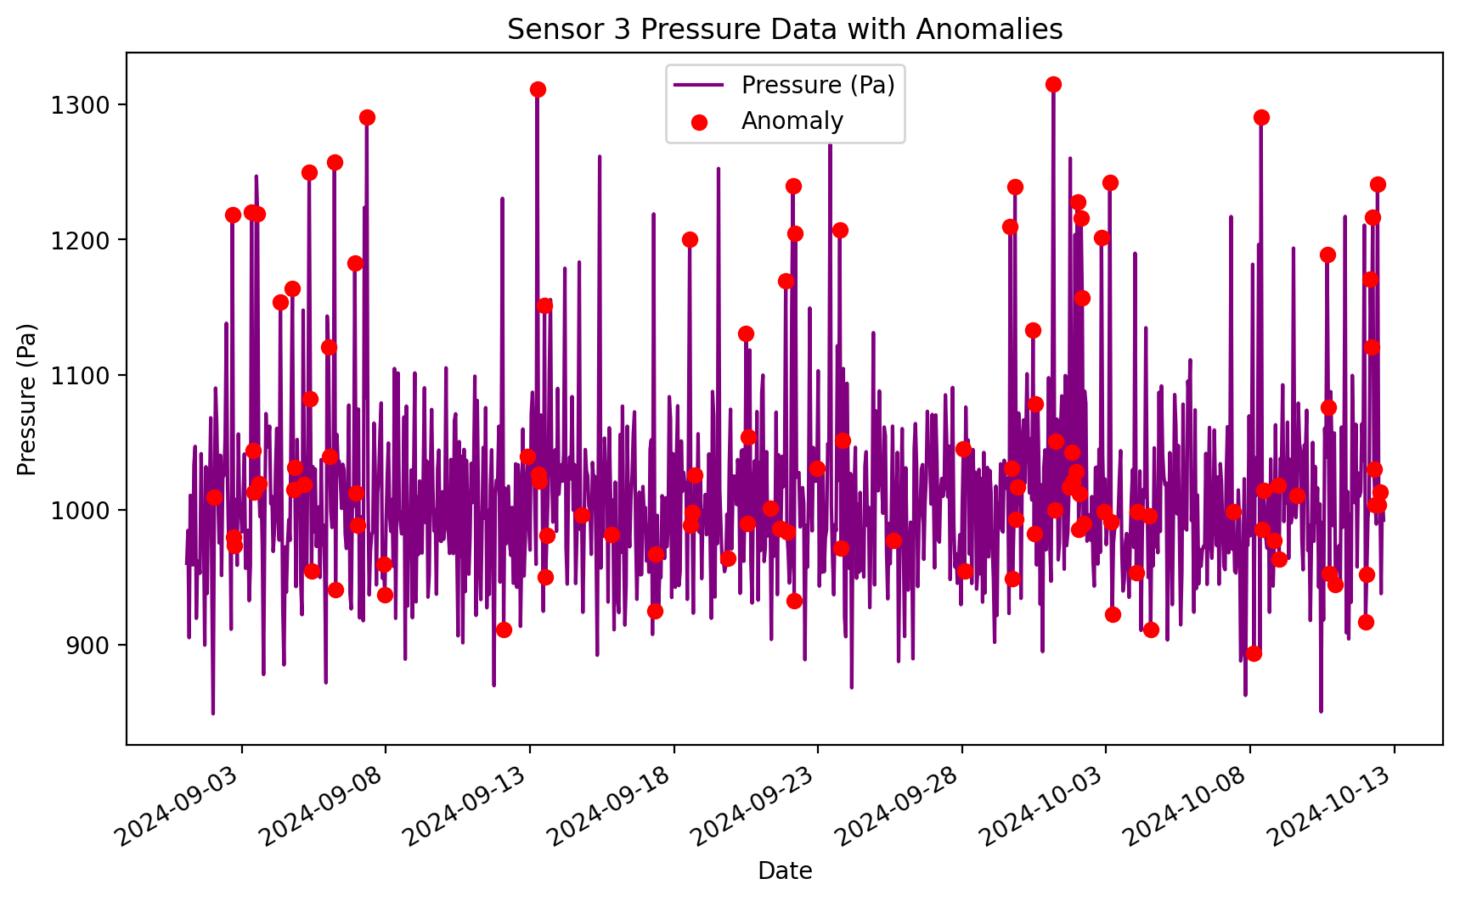 Sensor 3 Pressure Data with Anomalies
Pressure (Pa)
Anomaly
1300
1200
1100
1000
900
Pressure (Pa)
2024-09-03
2024-09-08
2024-09-13
2024-09-18
2024-09-23
2024-09-28
2024-10-03
2024-10-08
2024-10-13
Date